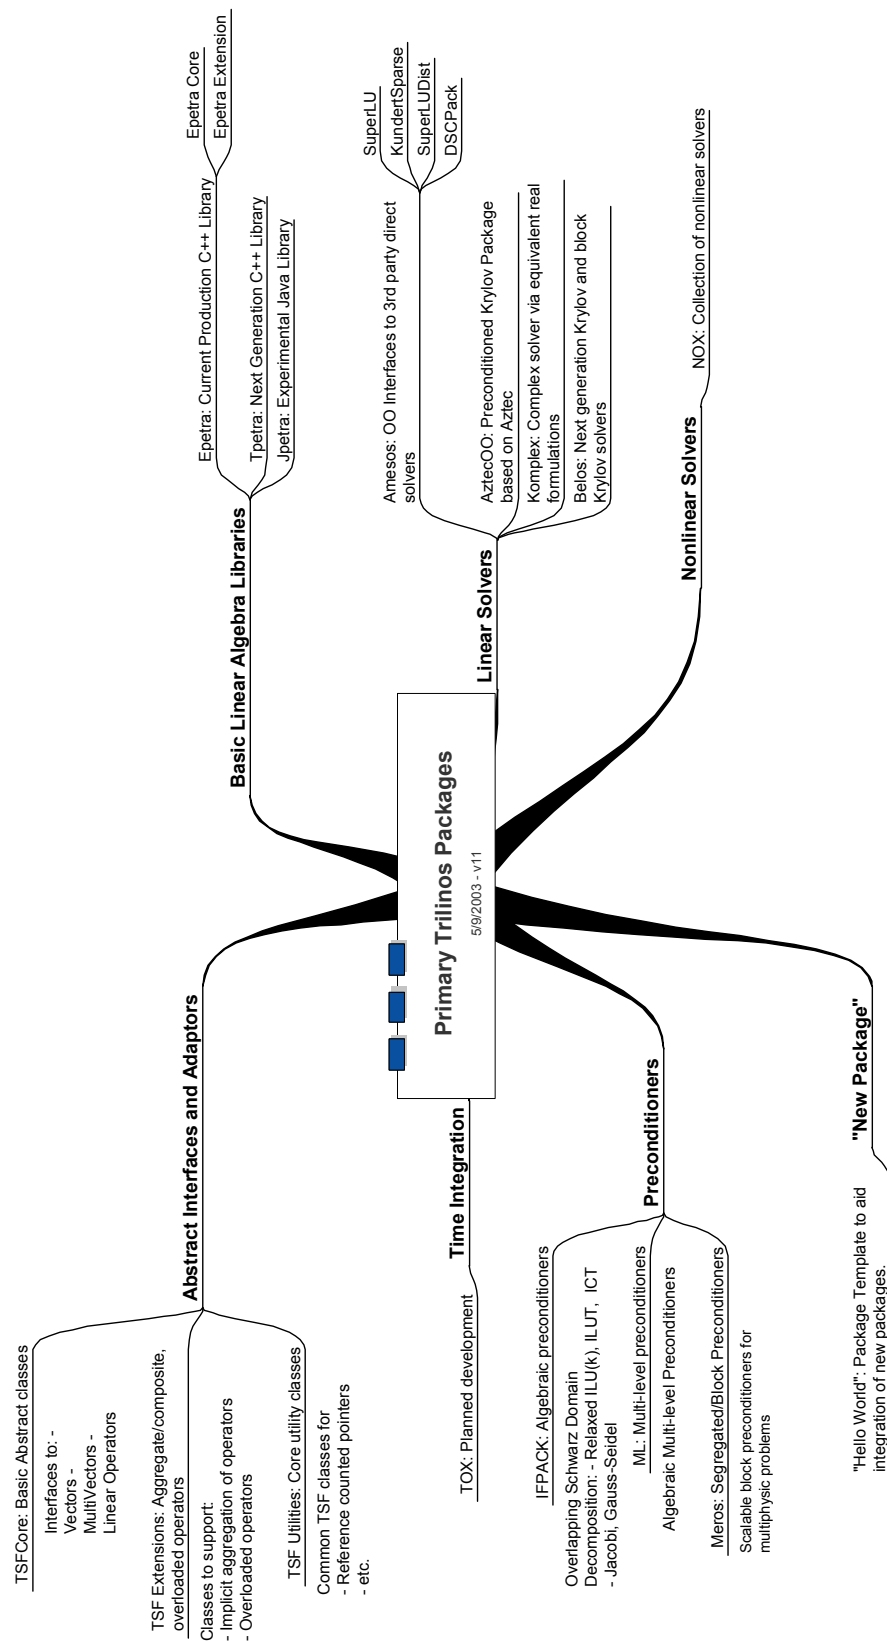 Primary Trilinos Packages
5/9/2003 - v11
Basic Linear Algebra Libraries
Epetra: Current Production C++ Library
Epetra Core
Epetra Extension
Tpetra: Next Generation C++ Library
Jpetra: Experimental Java Library
Linear Solvers
Amesos: OO Interfaces to 3rd party direct
solvers
SuperLU
KundertSparse
SuperLUDist
DSCPack
AztecOO: Preconditioned Krylov Package
based on Aztec
Komplex: Complex solver via equivalent real
formulations
Belos: Next generation Krylov and block
Krylov solvers
Nonlinear Solvers
NOX: Collection of nonlinear solvers
Abstract Interfaces and Adaptors
TSFCore: Basic Abstract classes
Interfaces to: -
Vectors -
MultiVectors -
Linear Operators
TSF Extensions: Aggregate/composite,
overloaded operators
Classes to support:
- Implicit aggregation of operators
- Overloaded operators
TSF Utilities: Core utility classes
Common TSF classes for
- Reference counted pointers
- etc.
Time Integration
TOX: Planned development
Preconditioners
IFPACK: Algebraic preconditioners
Overlapping Schwarz Domain
Decomposition: - Relaxed ILU(k), ILUT, ICT
- Jacobi, Gauss-Seidel
ML: Multi-level preconditioners
Algebraic Multi-level Preconditioners
Meros: Segregated/Block Preconditioners
Scalable block preconditioners for
multiphysic problems
"New Package"
"Hello World": Package Template to aid
integration of new packages.